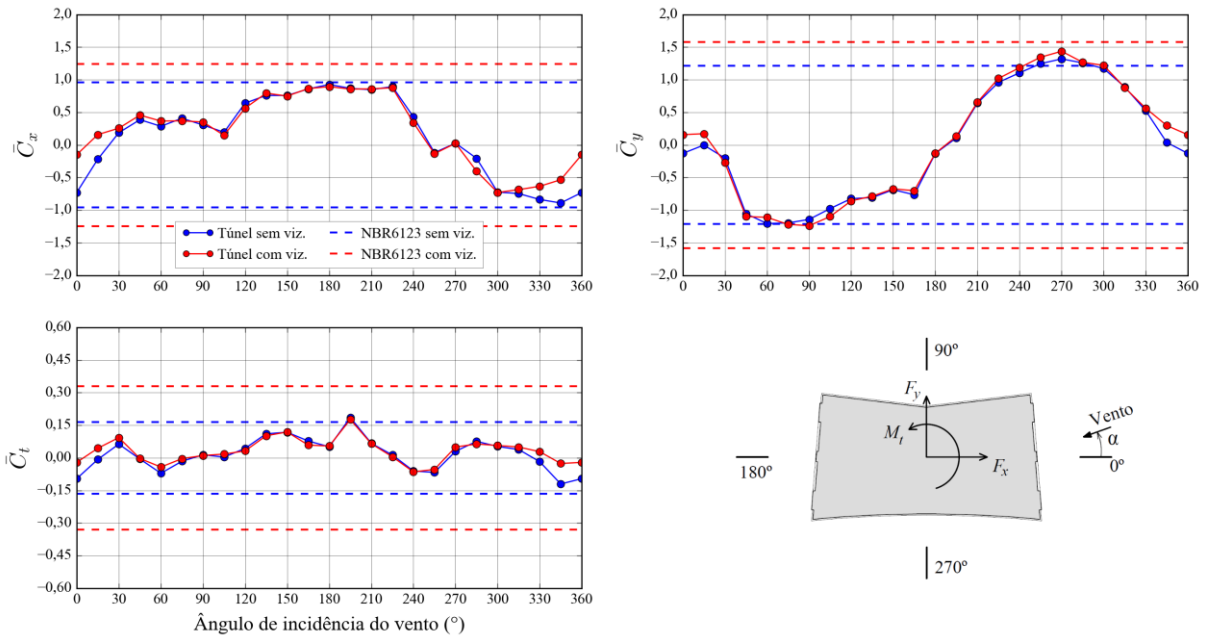 2,0
1,5
1,0
0,5
0,0
−0,5
−1,0
−1,5
−2,0
C̄x
0 30 60 90 120 150 180 210 240 270 300 330 360
Túnel sem viz. NBR6123 sem viz.
Túnel com viz. NBR6123 com viz.
2,0
1,5
1,0
0,5
0,0
−0,5
−1,0
−1,5
−2,0
C̄y
0 30 60 90 120 150 180 210 240 270 300 330 360
0,60
0,45
0,30
0,15
0,00
−0,15
−0,30
−0,45
−0,60
C̄t
0 30 60 90 120 150 180 210 240 270 300 330 360
Ângulo de incidência do vento (°)
90º
Fy
Mt
Fx
Vento
α
0º
180º
270º